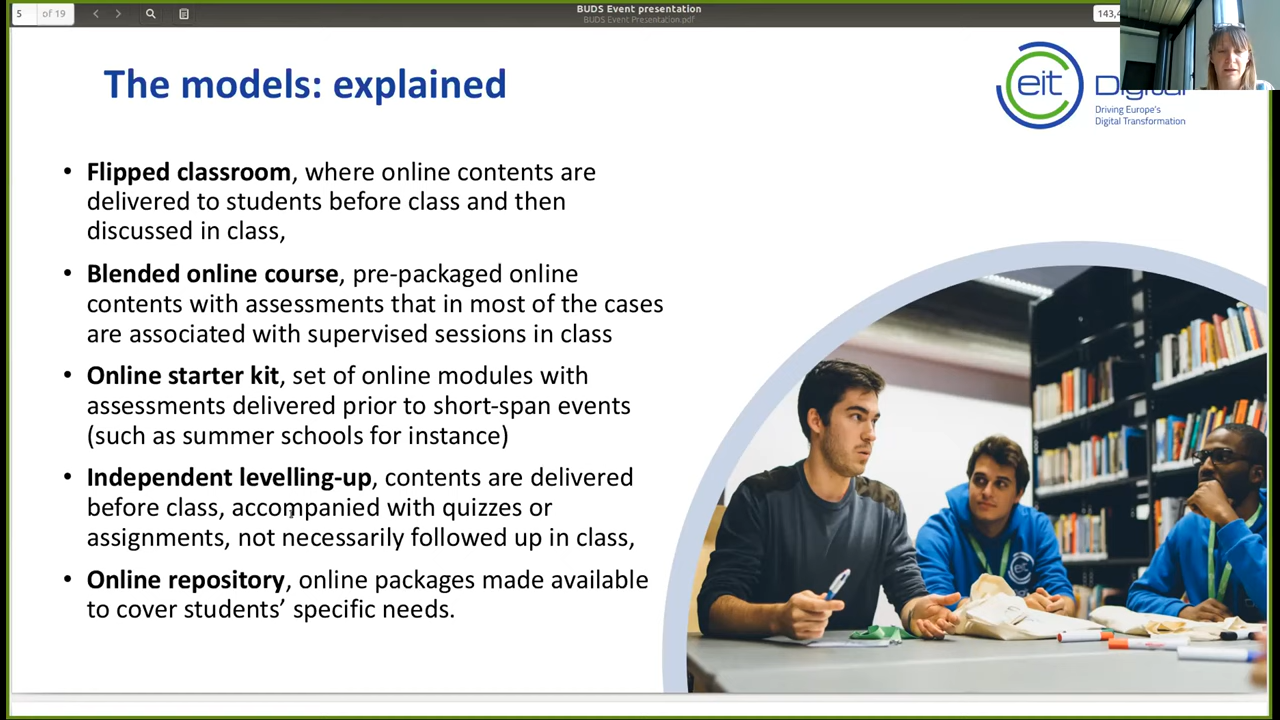 5 of 19
BUDS Event presentation
BUDS Event Presentation.pdf
143,4
The models: explained
eit Digital
Driving Europe's
Digital Transformation
• Flipped classroom, where online contents are
delivered to students before class and then
discussed in class,
• Blended online course, pre-packaged online
contents with assessments that in most of the cases
are associated with supervised sessions in class
• Online starter kit, set of online modules with
assessments delivered prior to short-span events
(such as summer schools for instance)
• Independent levelling-up, contents are delivered
before class, accompanied with quizzes or
assignments, not necessarily followed up in class,
• Online repository, online packages made available
to cover students’ specific needs.